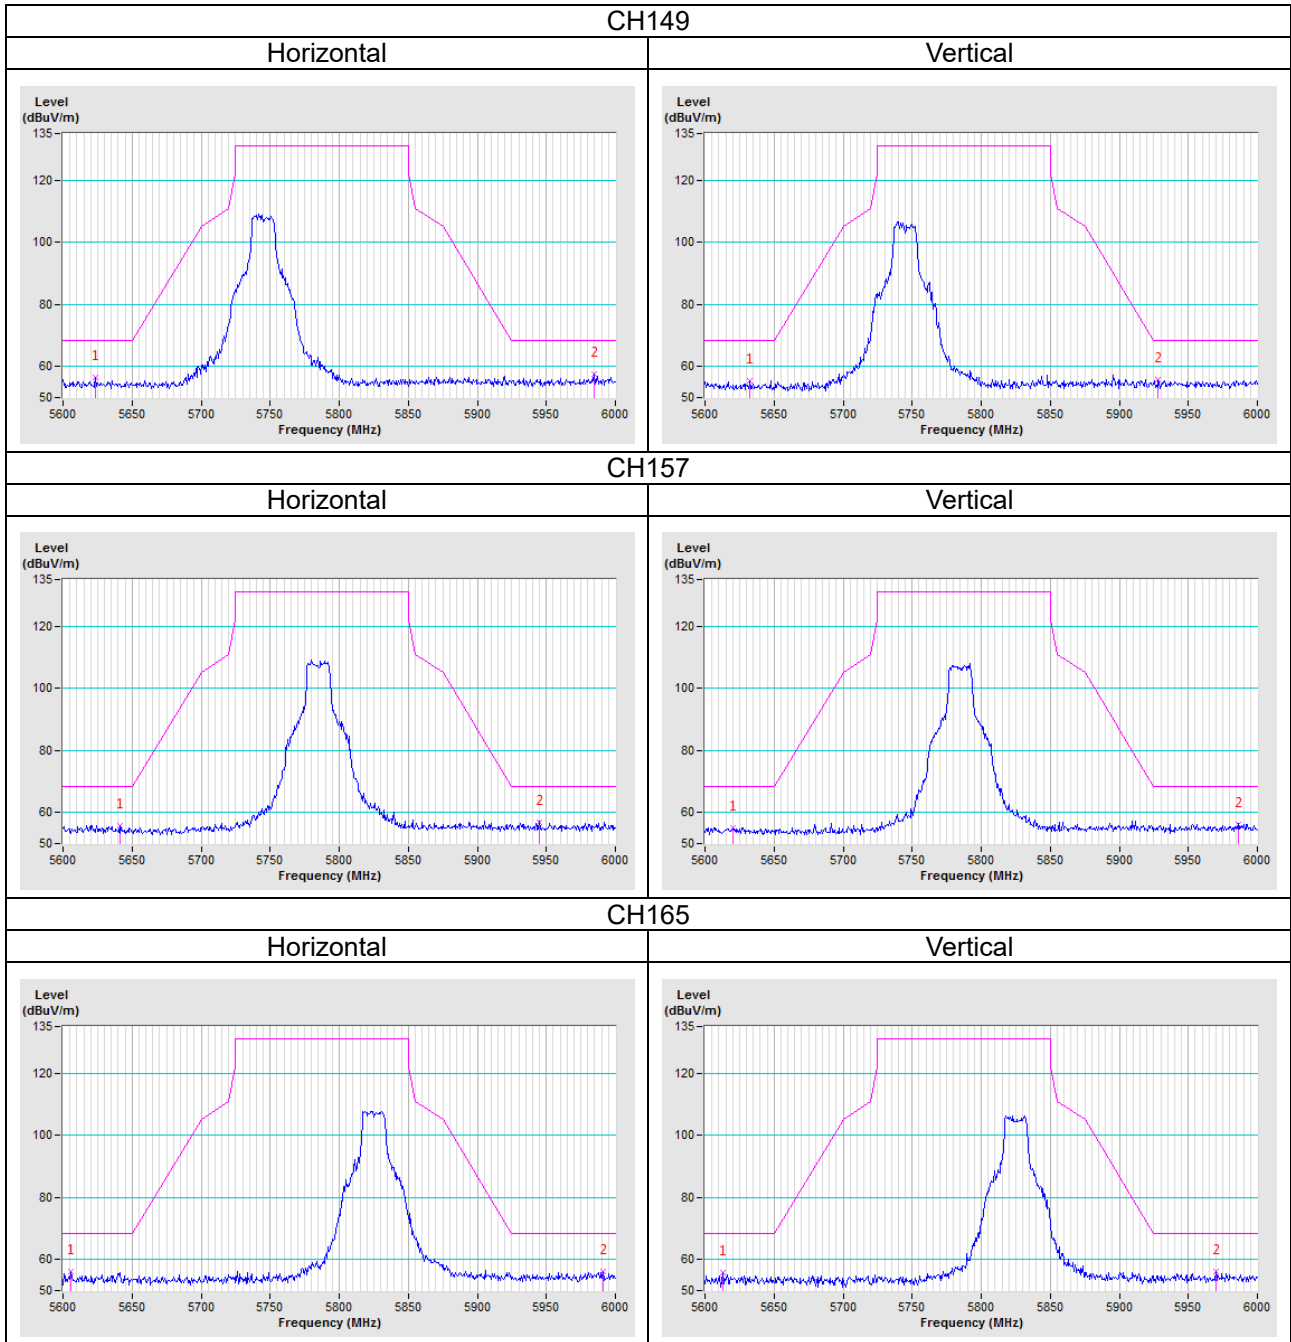 CH149
Horizontal Vertical
Level Level
(dBuV/m) (dBuV/m)
135 135
120 120
100 100
80 80
60 60
50 50
1 2 1 2
5600 5650 5700 5750 5800 5850 5900 5950 6000 5600 5650 5700 5750 5800 5850 5900 5950 6000
Frequency (MHz) Frequency (MHz)
CH157
Horizontal Vertical
Level Level
(dBuV/m) (dBuV/m)
135 135
120 120
100 100
80 80
60 60
50 50
1 2 1 2
5600 5650 5700 5750 5800 5850 5900 5950 6000 5600 5650 5700 5750 5800 5850 5900 5950 6000
Frequency (MHz) Frequency (MHz)
CH165
Horizontal Vertical
Level Level
(dBuV/m) (dBuV/m)
135 135
120 120
100 100
80 80
60 60
50 50
1 2 1 2
5600 5650 5700 5750 5800 5850 5900 5950 6000 5600 5650 5700 5750 5800 5850 5900 5950 6000
Frequency (MHz) Frequency (MHz)